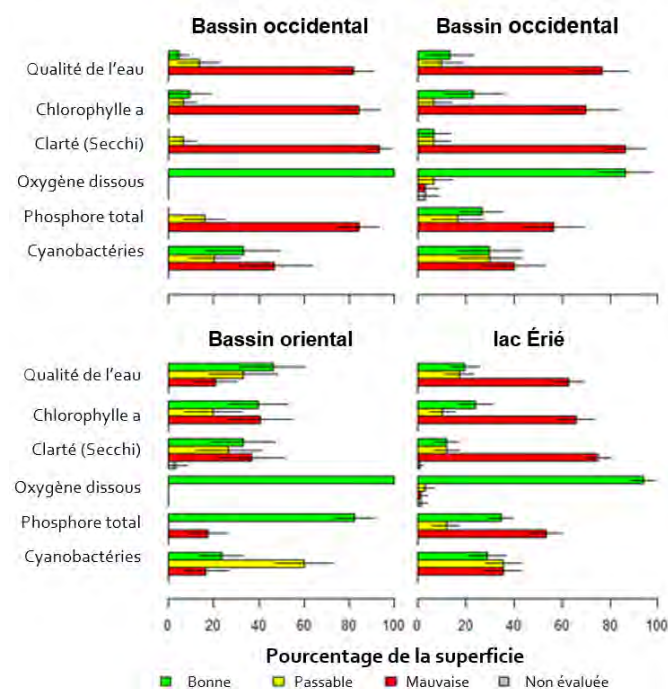 Bassin occidental Bassin occidental
Qualité de l'eau
Chlorophylle a
Clarté (Secchi)
Oxygène dissous
Phosphore total
Cyanobactéries
Bassin oriental lac Érié
Qualité de l'eau
Chlorophylle a
Clarté (Secchi)
Oxygène dissous
Phosphore total
Cyanobactéries
0 20 40 60 80 100 0 20 40 60 80 100
Pourcentage de la superficie
Bonne Passable Mauvaise Non évaluée